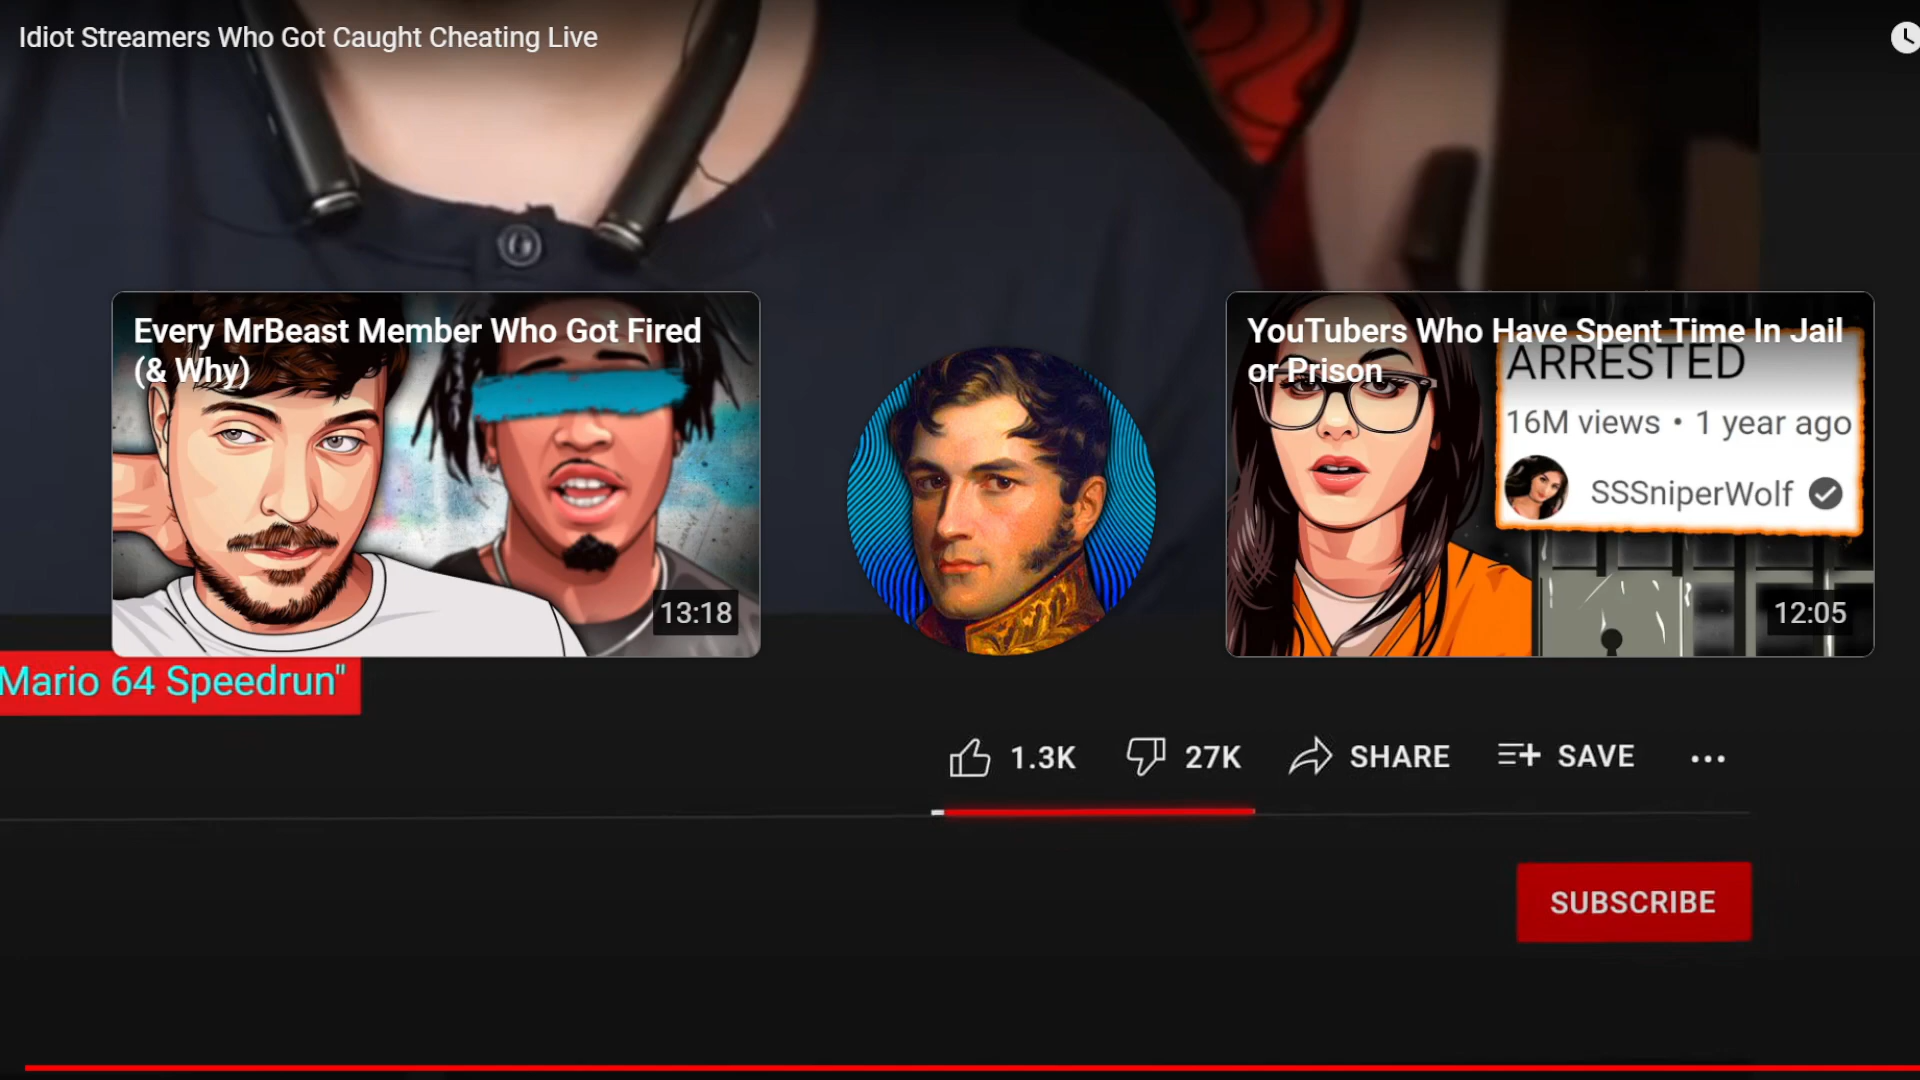 Idiot Streamers Who Got Caught Cheating Live
Every MrBeast Member Who Got Fired
(& Why)
13:18
YouTubers Who Have Spent Time In Jail
or Prison
ARRESTED
16M views • 1 year ago
SSSniperWolf
12:05
Mario 64 Speedrun"
1.3K
27K
SHARE
SAVE
SUBSCRIBE